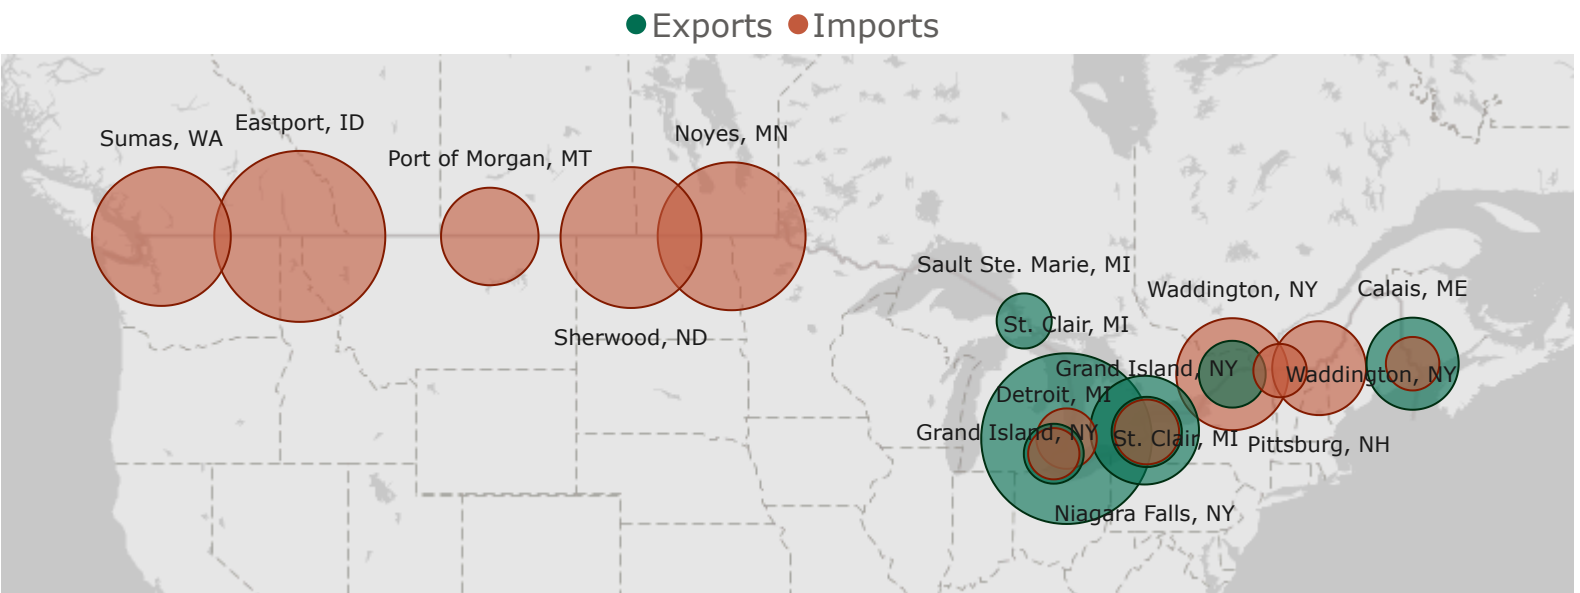 Exports Imports
Eastport, ID
Noyes, MN
Sumas, WA
Port of Morgan, MT
Sault Ste. Marie, MI
Waddington, NY
Calais, ME
St. Clair, MI
Sherwood, ND
Grand Island, NY
Waddington, NY
Detroit, MI
Grand Island, NY
St. Clair, MI
Pittsburg, NH
Niagara Falls, NY